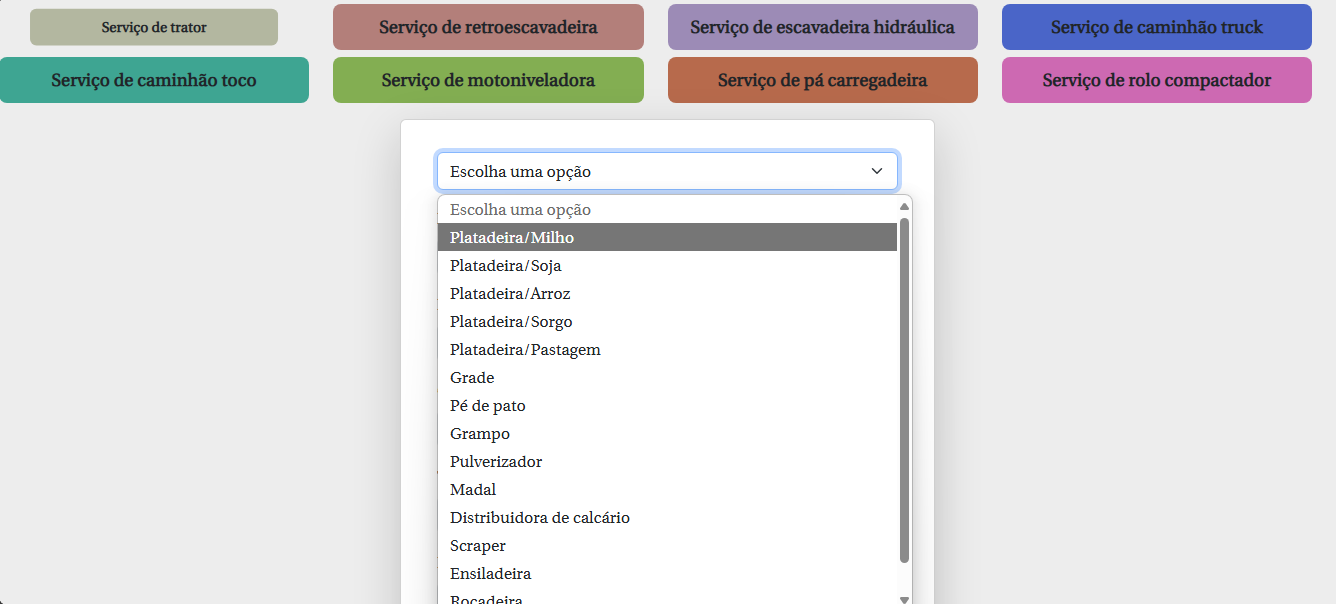 Serviço de trator
Serviço de retroescavadeira
Serviço de escavadeira hidráulica
Serviço de caminhão truck
Serviço de caminhão toco
Serviço de motoniveladora
Serviço de pá carregadeira
Serviço de rolo compactador
Escolha uma opção
Escolha uma opção
Platadeira/Milho
Platadeira/Soja
Platadeira/Arroz
Platadeira/Sorgo
Platadeira/Pastagem
Grade
Pé de pato
Grampo
Pulverizador
Madal
Distribuidora de calcário
Scraper
Ensiladeira
Roçadeira